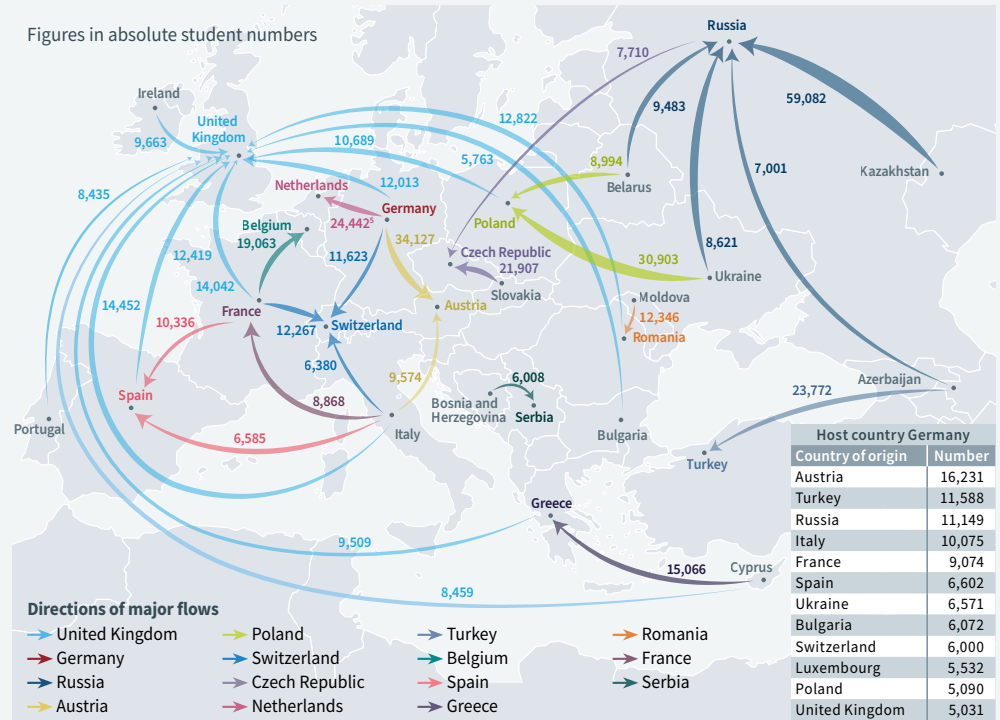 Figures in absolute student numbers
Russia
7,710
Ireland
9,663
United
Kingdom
12,822
10,689
5,763
9,483
59,082
8,994
Belarus
7,001
Kazakhstan
8,435
Netherlands
12,013
Germany
24,442⁵
Belgium
19,063
34,127
Poland
30,903
8,621
Ukraine
12,419
14,042
11,623
Czech Republic
21,907
Slovakia
14,452
France
12,267
Switzerland
Austria
Moldova
12,346
Romania
10,336
6,380
9,574
6,008
Spain
8,868
Bosnia and
Herzegovina
Serbia
Azerbaijan
23,772
Portugal
6,585
Italy
Bulgaria
Turkey
Greece
9,509
15,066
Cyprus
8,459
Host country Germany
Country of origin Number
Austria 16,231
Turkey 11,588
Russia 11,149
Italy 10,075
France 9,074
Spain 6,602
Ukraine 6,571
Bulgaria 6,072
Switzerland 6,000
Luxembourg 5,532
Poland 5,090
United Kingdom 5,031
Directions of major flows
United Kingdom Poland Turkey Romania
Germany Switzerland Belgium France
Russia Czech Republic Spain Serbia
Austria Netherlands Greece